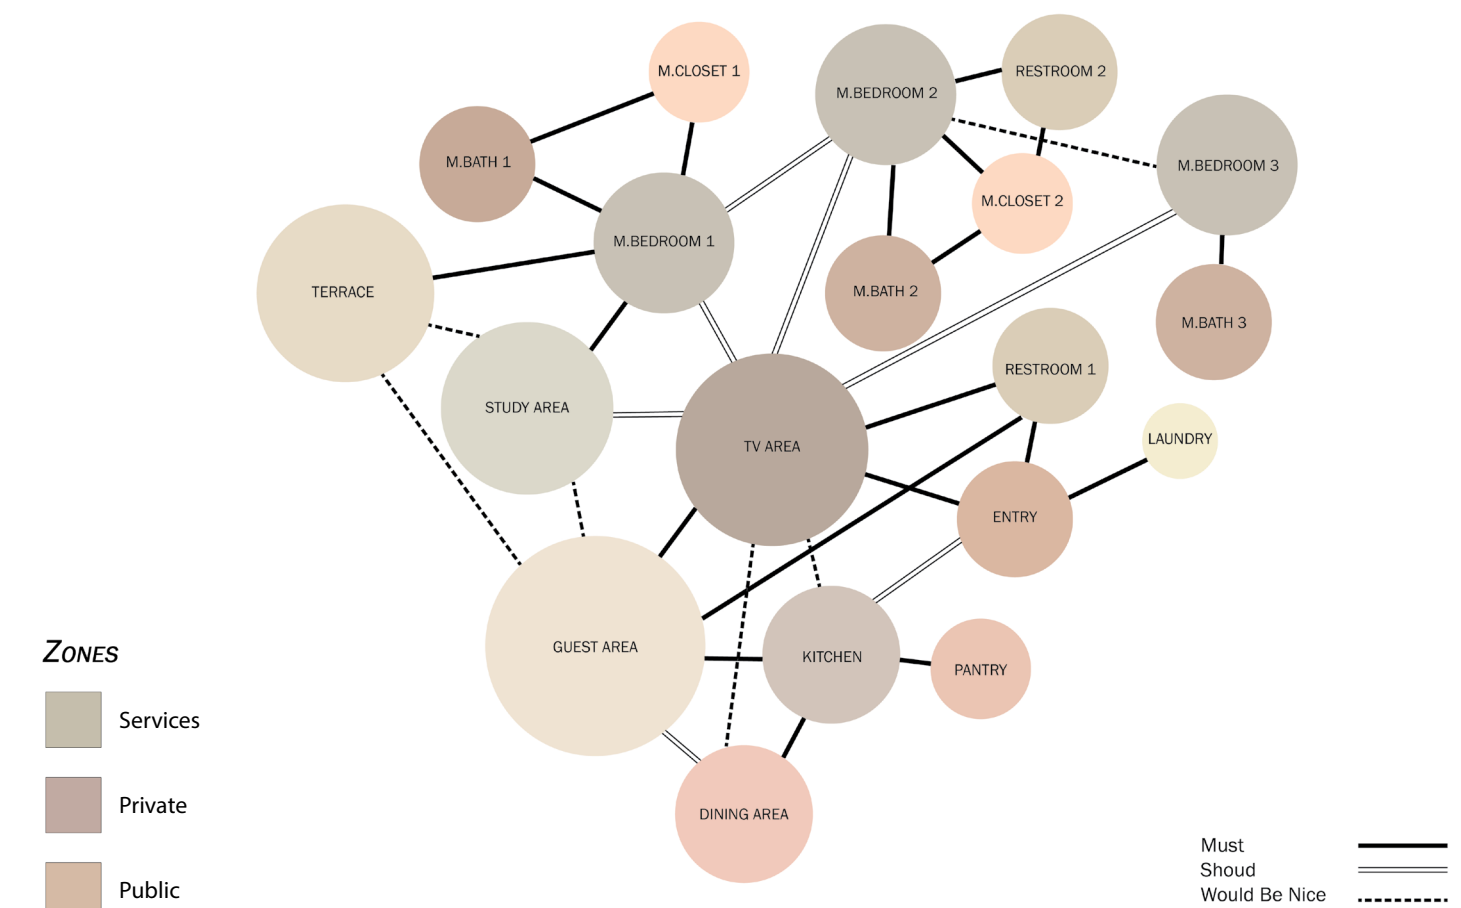 M.CLOSET 1
M.BEDROOM 2
RESTROOM 2
M.BATH 1
M.BEDROOM 3
M.CLOSET 2
M.BEDROOM 1
TERRACE
M.BATH 2
M.BATH 3
RESTROOM 1
STUDY AREA
TV AREA
LAUNDRY
ENTRY
GUEST AREA
KITCHEN
PANTRY
DINING AREA
ZONES
Services
Private
Public
Must
Shoud
Would Be Nice